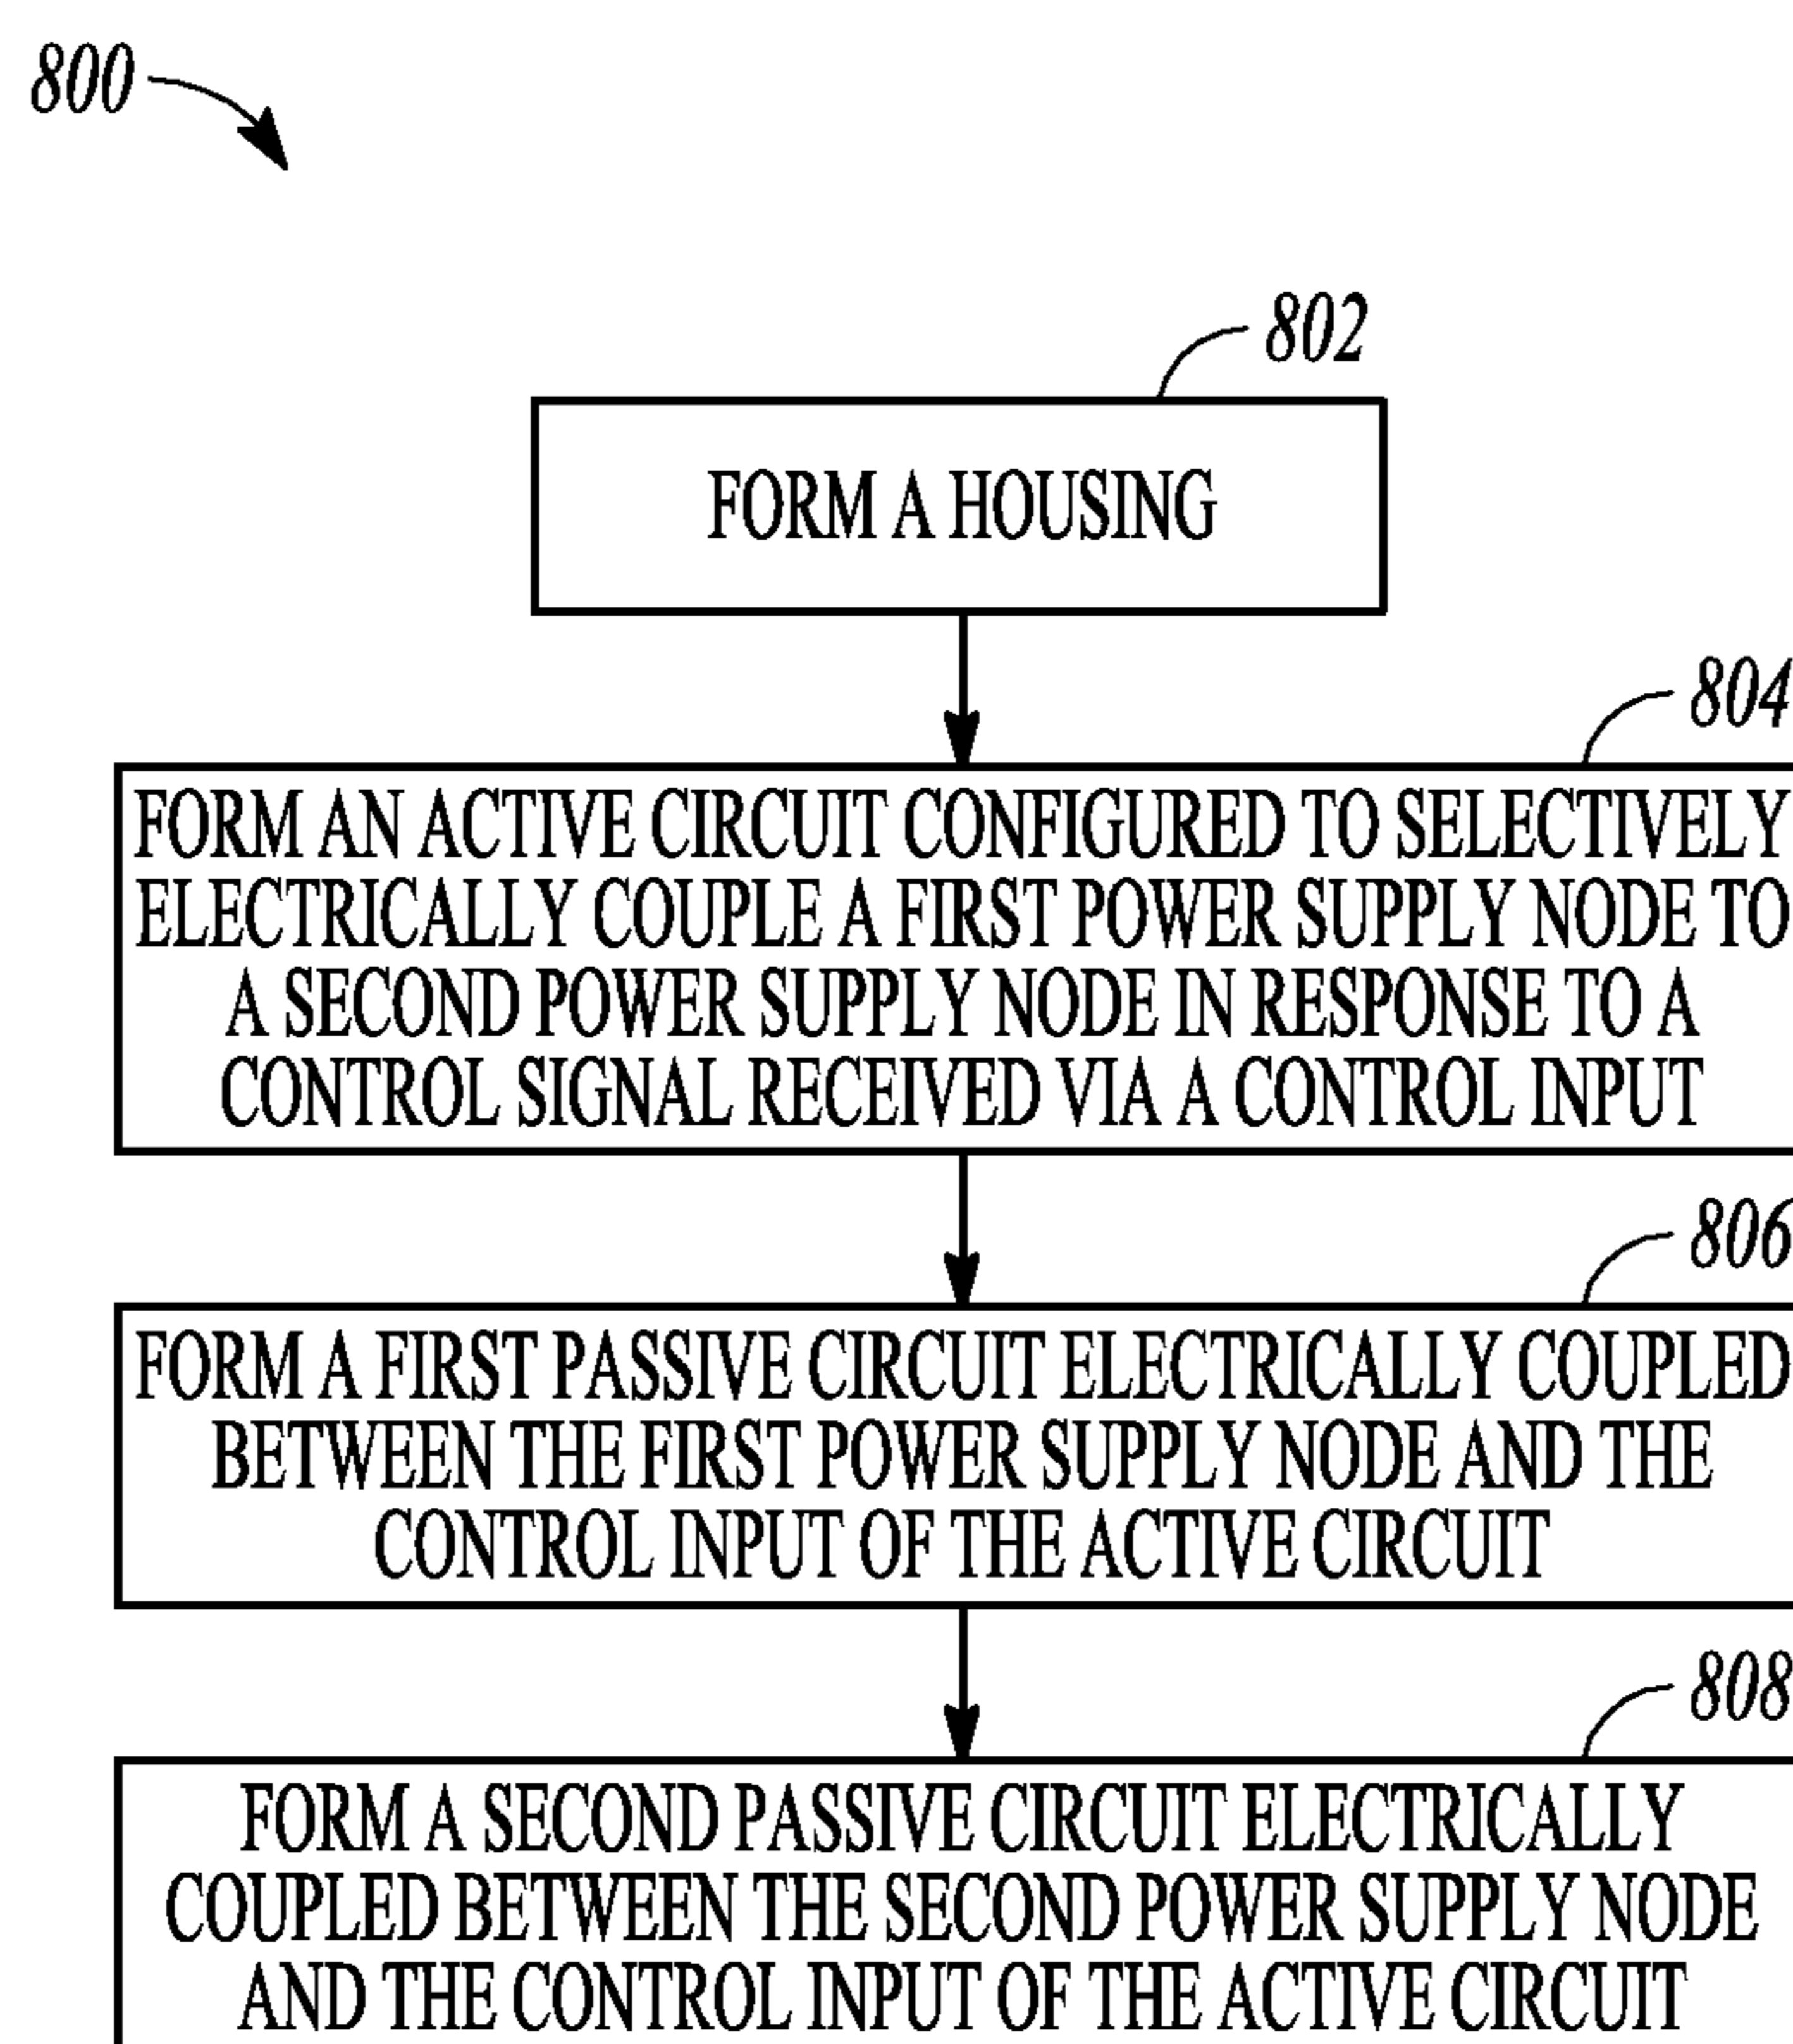 800
802
FORM A HOUSING
804
FORM AN ACTIVE CIRCUIT CONFIGURED TO SELECTIVELY
ELECTRICALLY COUPLE A FIRST POWER SUPPLY NODE TO
A SECOND POWER SUPPLY NODE IN RESPONSE TO A
CONTROL SIGNAL RECEIVED VIA A CONTROL INPUT
806
FORM A FIRST PASSIVE CIRCUIT ELECTRICALLY COUPLED
BETWEEN THE FIRST POWER SUPPLY NODE AND THE
CONTROL INPUT OF THE ACTIVE CIRCUIT
808
FORM A SECOND PASSIVE CIRCUIT ELECTRICALLY
COUPLED BETWEEN THE SECOND POWER SUPPLY NODE
AND THE CONTROL INPUT OF THE ACTIVE CIRCUIT